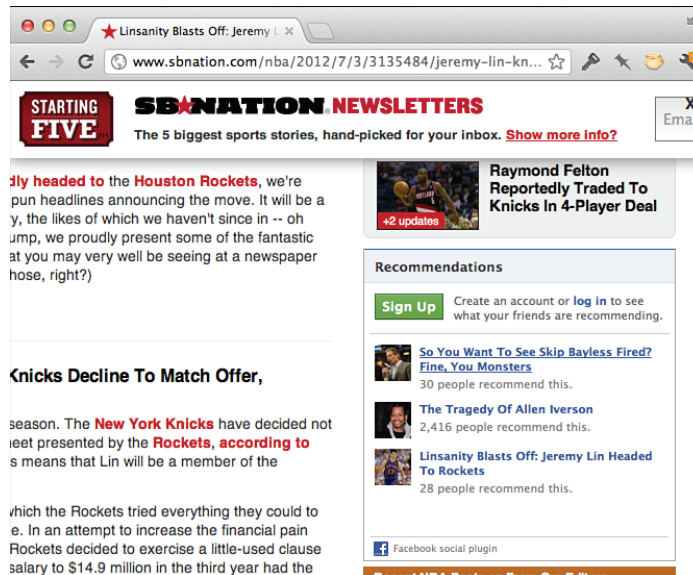 Linsanity Blasts Off: Jeremy L
www.sbnation.com/nba/2012/7/3/3135484/jeremy-lin-kn...
STARTING
FIVE
SB NATION NEWSLETTERS
The 5 biggest sports stories, hand-picked for your inbox. Show more info?
X
Ema
dly headed to the Houston Rockets, we're
pun headlines announcing the move. It will be a
y, the likes of which we haven't since in -- oh
ump, we proudly present some of the fantastic
at you may very well be seeing at a newspaper
hose, right?)
Knicks Decline To Match Offer,
season. The New York Knicks have decided not
neet presented by the Rockets, according to
s means that Lin will be a member of the
which the Rockets tried everything they could to
e. In an attempt to increase the financial pain
Rockets decided to exercise a little-used clause
salary to $14.9 million in the third year had the
+2 updates
Raymond Felton
Reportedly Traded To
Knicks In 4-Player Deal
Recommendations
Sign Up
Create an account or log in to see
what your friends are recommending.
So You Want To See Skip Bayless Fired?
Fine, You Monsters
30 people recommend this.
The Tragedy Of Allen Iverson
2,416 people recommend this.
Linsanity Blasts Off: Jeremy Lin Headed
To Rockets
28 people recommend this.
Facebook social plugin